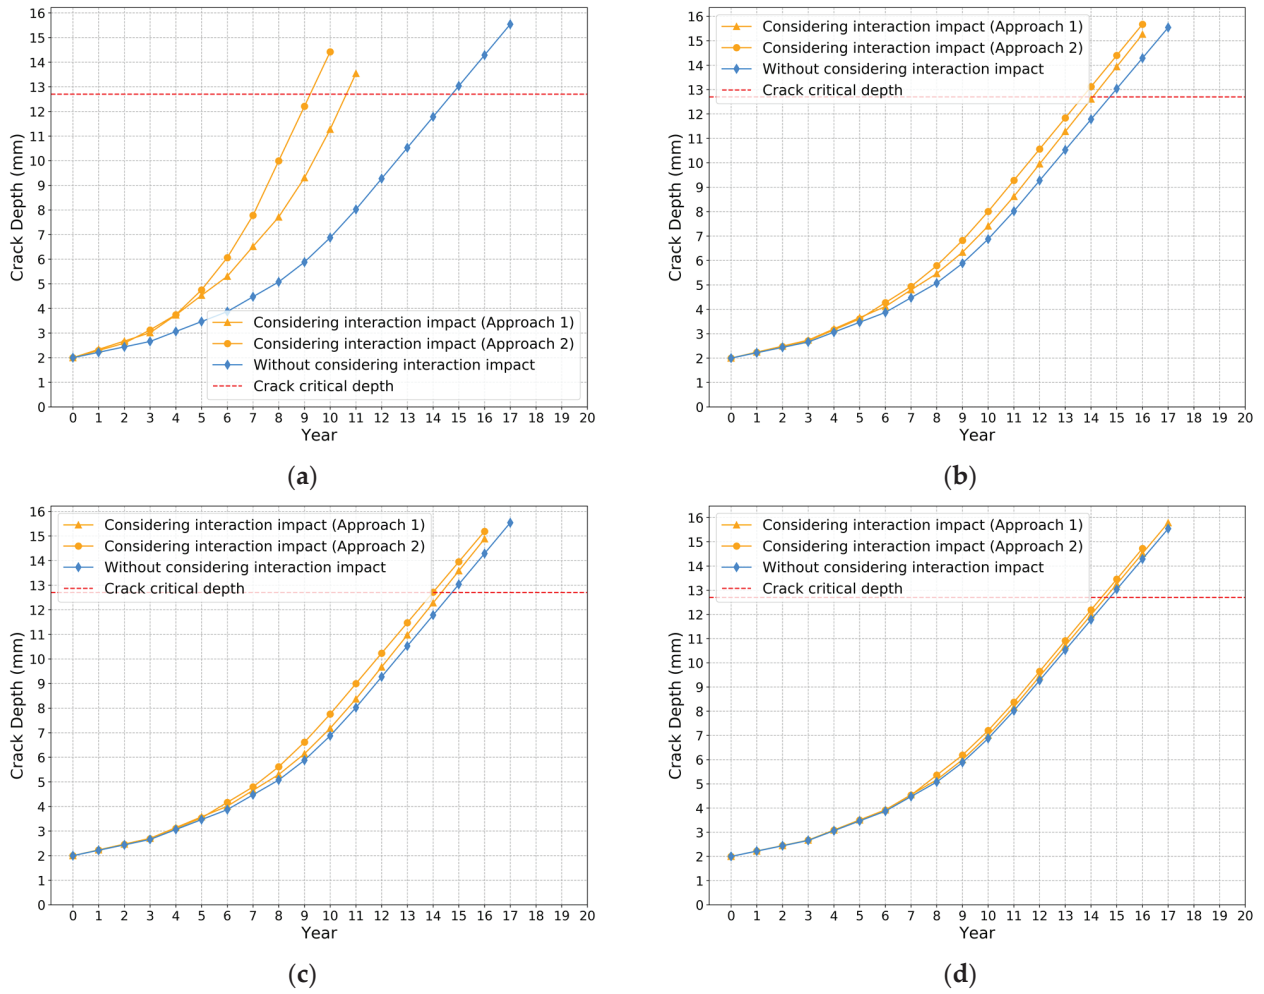 16
15
14
13
12
11
10
9
8
7
6
5
4
3
2
1
0
Crack Depth (mm)
Considering interaction impact (Approach 1)
Considering interaction impact (Approach 2)
Without considering interaction impact
Crack critical depth
0 1 2 3 4 5 6 7 8 9 10 11 12 13 14 15 16 17 18 19 20
Year
(a)
16
15
14
13
12
11
10
9
8
7
6
5
4
3
2
1
0
Crack Depth (mm)
Considering interaction impact (Approach 1)
Considering interaction impact (Approach 2)
Without considering interaction impact
Crack critical depth
0 1 2 3 4 5 6 7 8 9 10 11 12 13 14 15 16 17 18 19 20
Year
(b)
16
15
14
13
12
11
10
9
8
7
6
5
4
3
2
1
0
Crack Depth (mm)
Considering interaction impact (Approach 1)
Considering interaction impact (Approach 2)
Without considering interaction impact
Crack critical depth
0 1 2 3 4 5 6 7 8 9 10 11 12 13 14 15 16 17 18 19 20
Year
(c)
16
15
14
13
12
11
10
9
8
7
6
5
4
3
2
1
0
Crack Depth (mm)
Considering interaction impact (Approach 1)
Considering interaction impact (Approach 2)
Without considering interaction impact
Crack critical depth
0 1 2 3 4 5 6 7 8 9 10 11 12 13 14 15 16 17 18 19 20
Year
(d)